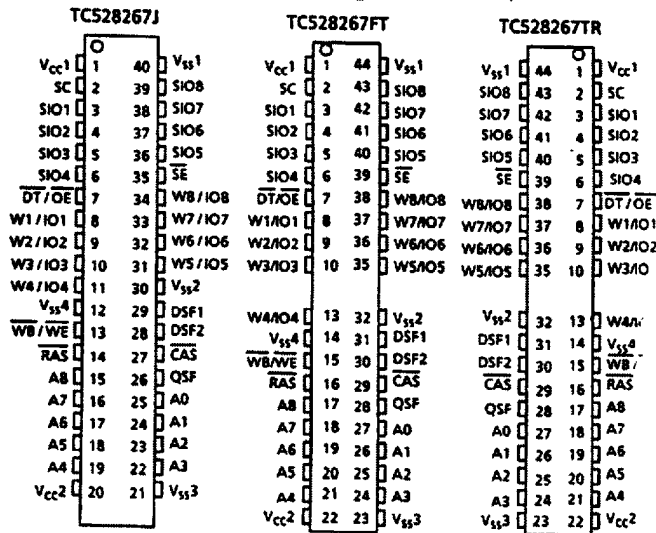 TC528267J
VCC1 1 40 VSS1
SC 2 39 SIO8
SIO1 3 38 SIO7
SIO2 4 37 SIO6
SIO3 5 36 SIO5
SIO4 6 35 SE
DT/OE 7 34 W8/IO8
W1/IO1 8 33 W7/IO7
W2/IO2 9 32 W6/IO6
W3/IO3 10 31 W5/IO5
W4/IO4 11 30 VSS2
VSS4 12 29 DSF1
WB/WE 13 28 DSF2
RAS 14 27 CAS
A8 15 26 QSF
A7 16 25 A0
A6 17 24 A1
A5 18 23 A2
A4 19 22 A3
VCC2 20 21 VSS3
TC528267FT
VCC1 1 44 VSS1
SC 2 43 SIO8
SIO1 3 42 SIO7
SIO2 4 41 SIO6
SIO3 5 40 SIO5
SIO4 6 39 SE
DT/OE 7 38 W8/IO8
W1/IO1 8 37 W7/IO7
W2/IO2 9 36 W6/IO6
W3/IO3 10 35 W5/IO5
W4/IO4 13 32 VSS2
VSS4 14 31 DSF1
WB/WE 15 30 DSF2
RAS 16 29 CAS
A8 17 28 QSF
A7 18 27 A0
A6 19 26 A1
A5 20 25 A2
A4 21 24 A3
VCC2 22 23 VSS3
TC528267TR
VSS1 44 1 VCC1
SIO8 43 2 SC
SIO7 42 3 SIO1
SIO6 41 4 SIO2
SIO5 40 5 SIO3
SE 39 6 SIO4
W8/IO8 38 7 DT/OE
W7/IO7 37 8 W1/IO1
W6/IO6 36 9 W2/IO2
W5/IO5 35 10 W3/IO
VSS2 32 13 W4/
DSF1 31 14 VSS4
DSF2 30 15 WB/
CAS 29 16 RAS
QSF 28 17 A8
A0 27 18 A7
A1 26 19 A6
A2 25 20 A5
A3 24 21 A4
VSS3 23 22 VCC2